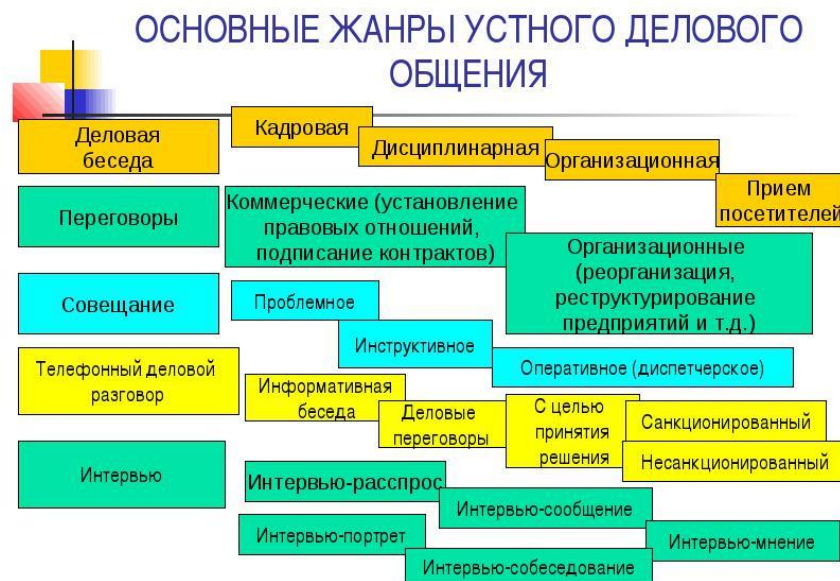 ОСНОВНЫЕ ЖАНРЫ УСТНОГО ДЕЛОВОГО
ОБЩЕНИЯ
Деловая
беседа
Кадровая
Дисциплинарная
Организационная
Прием
посетителей
Переговоры
Коммерческие (установление
правовых отношений,
подписание контрактов)
Организационные
(реорганизация,
реструктурирование
предприятий и т.д.)
Совещание
Проблемное
Инструктивное
Оперативное (диспетчерское)
Телефонный деловой
разговор
Информативная
беседа
Деловые
переговоры
С целью
принятия
решения
Санкционированный
Несанкционированный
Интервью
Интервью-расспрос
Интервью-сообщение
Интервью-портрет
Интервью-мнение
Интервью-собеседование